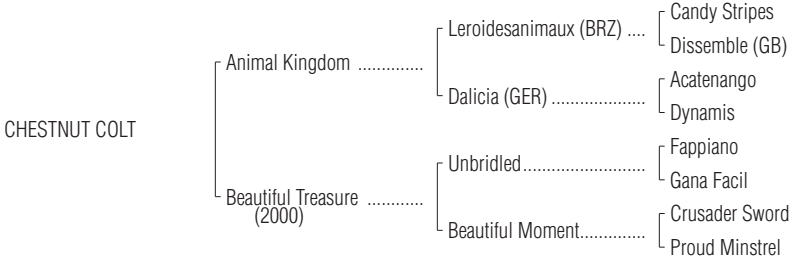 Candy Stripes
Leroidesanimaux (BRZ) ....
Dissemble (GB)
Animal Kingdom ..............
Acatenango
Dalicia (GER) .....................
Dynamis
CHESTNUT COLT
Fappiano
Unbridled...........................
Gana Facil
Beautiful Treasure ............
(2000)
Crusader Sword
Beautiful Moment..............
Proud Minstrel